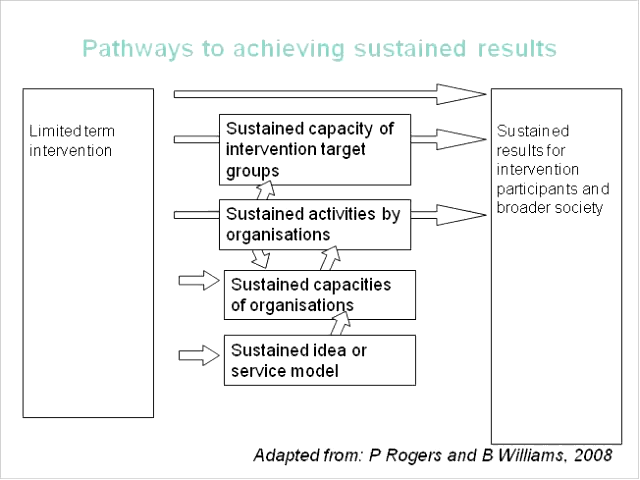 Pathways to achieving sustained results
Limited term
intervention
Sustained capacity of
intervention target
groups
Sustained activities by
organisations
Sustained capacities
of organisations
Sustained idea or
service model
Sustained
results for
intervention
participants and
broader society
Adapted from: P Rogers and B Williams, 2008